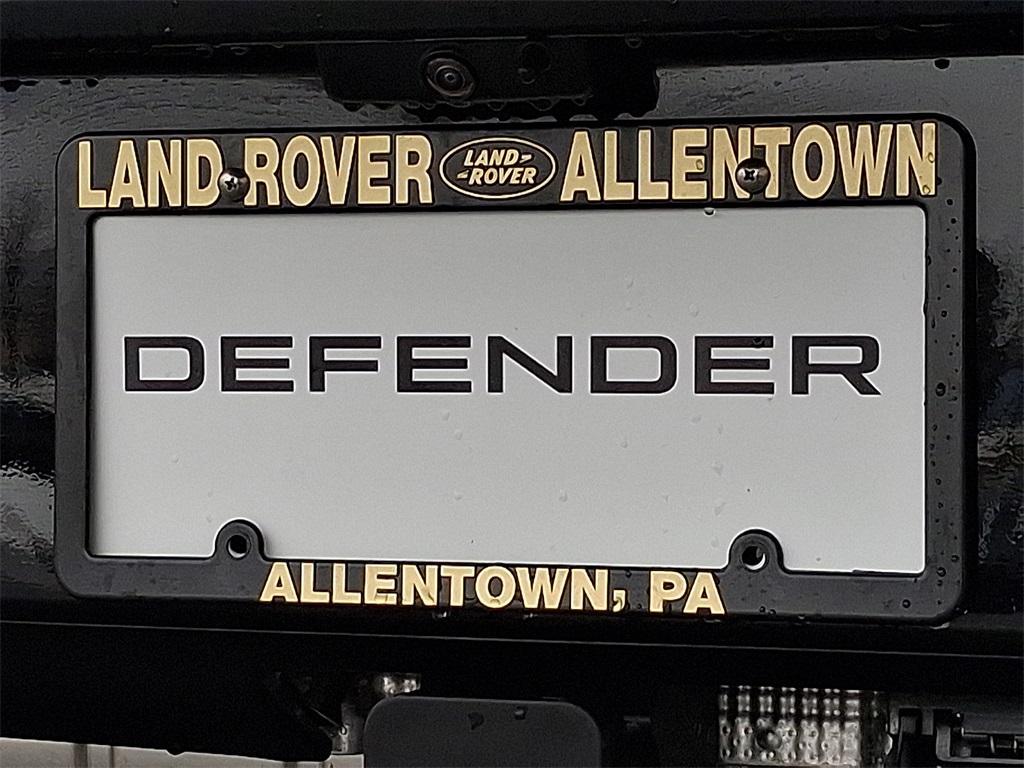 LAND ROVER LAND-ROVER ALLENTOWN
DEFENDER
ALLENTOWN, PA